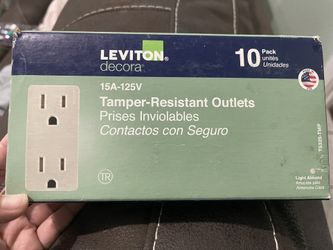 LEVITON®
decora®
10 Pack
unités
Unidades
15A-125V
Tamper-Resistant Outlets
Prises Inviolables
Contactos con Seguro
TR
Light Almond